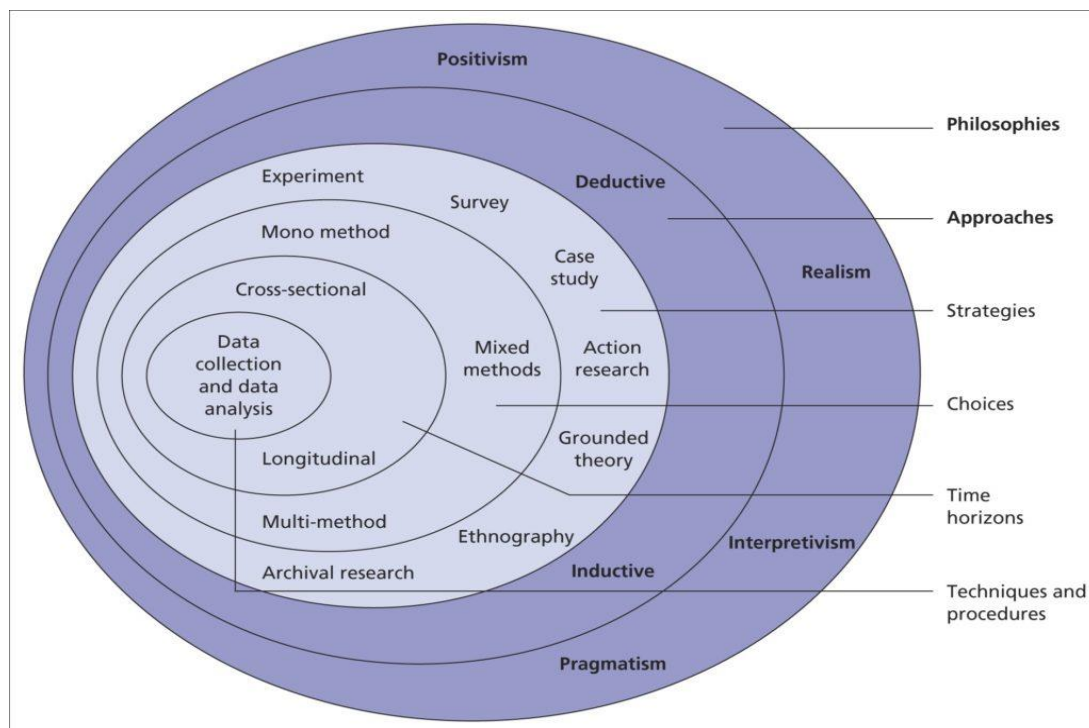 Positivism
Philosophies
Experiment
Deductive
Survey
Approaches
Mono method
Case
study
Realism
Cross-sectional
Strategies
Data
collection
and data
analysis
Mixed
methods
Action
research
Choices
Grounded
theory
Longitudinal
Time
horizons
Multi-method
Ethnography
Interpretivism
Archival research
Inductive
Techniques and
procedures
Pragmatism